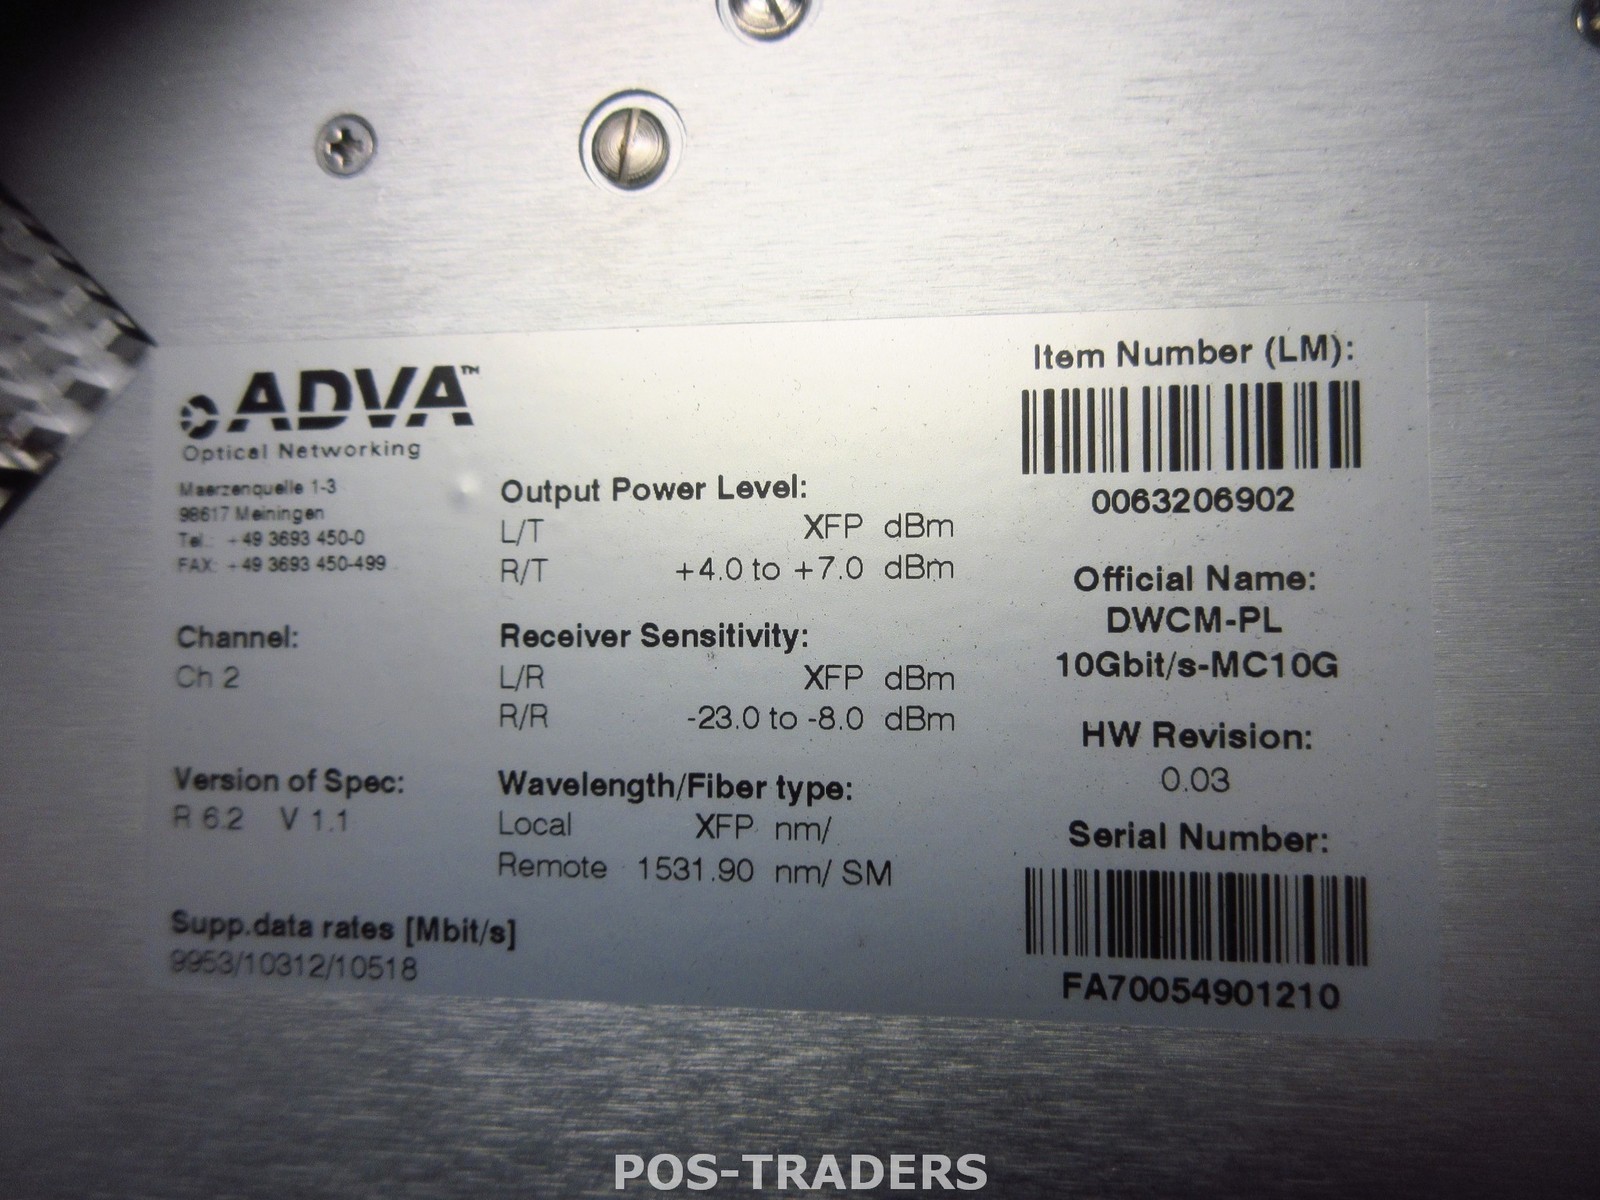 ADVA™
Optical Networking
Maerzenquelle 1-3
98617 Meiningen
Tel.: +49 3693 450-0
FAX: +49 3693 450-499
Channel:
Ch 2
Version of Spec:
R 6.2 V 1.1
Supp.data rates [Mbit/s]
9953/10312/10518
Output Power Level:
L/T XFP dBm
R/T +4.0 to +7.0 dBm
Receiver Sensitivity:
L/R XFP dBm
R/R -23.0 to -8.0 dBm
Wavelength/Fiber type:
Local XFP nm/
Remote 1531.90 nm/ SM
Item Number (LM):
0063206902
Official Name:
DWCM-PL
10Gbit/s-MC10G
HW Revision:
0.03
Serial Number:
FA70054901210
POS-TRADERS